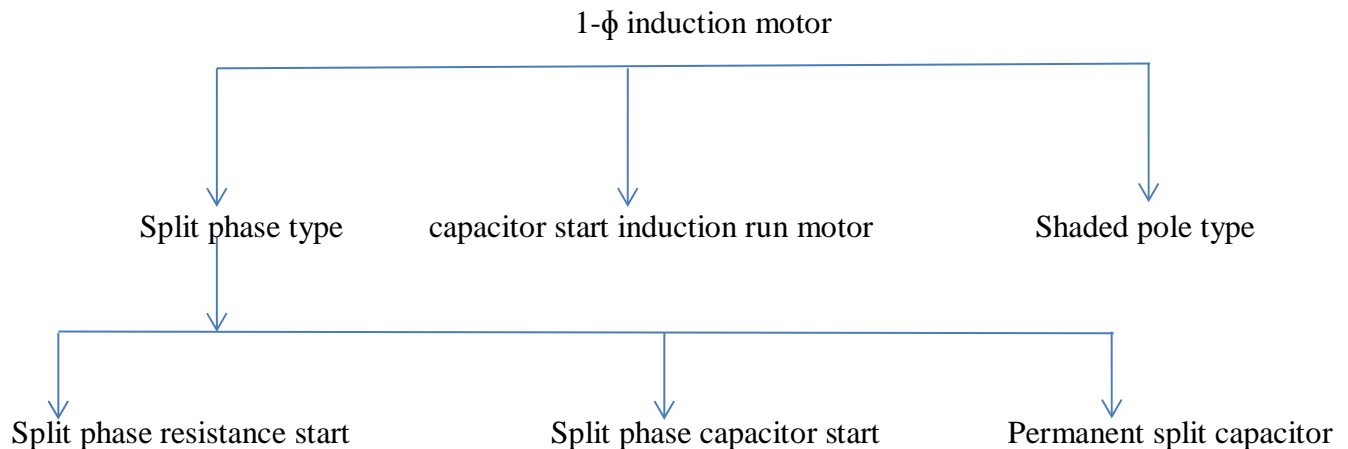 1-ϕ induction motor
Split phase type capacitor start induction run motor Shaded pole type
Split phase resistance start Split phase capacitor start Permanent split capacitor